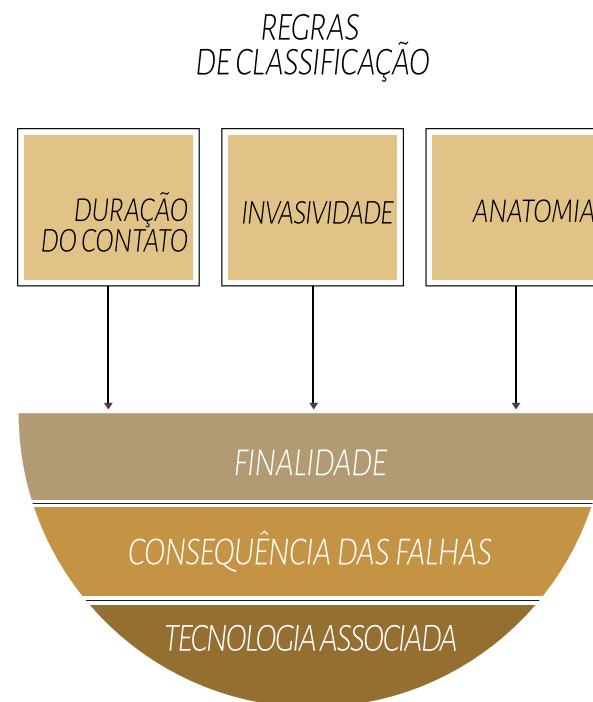 REGRAS
DE CLASSIFICAÇÃO
DURAÇÃO
DO CONTATO
INVASIVIDADE
ANATOMIA
FINALIDADE
CONSEQUÊNCIA DAS FALHAS
TECNOLOGIA ASSOCIADA